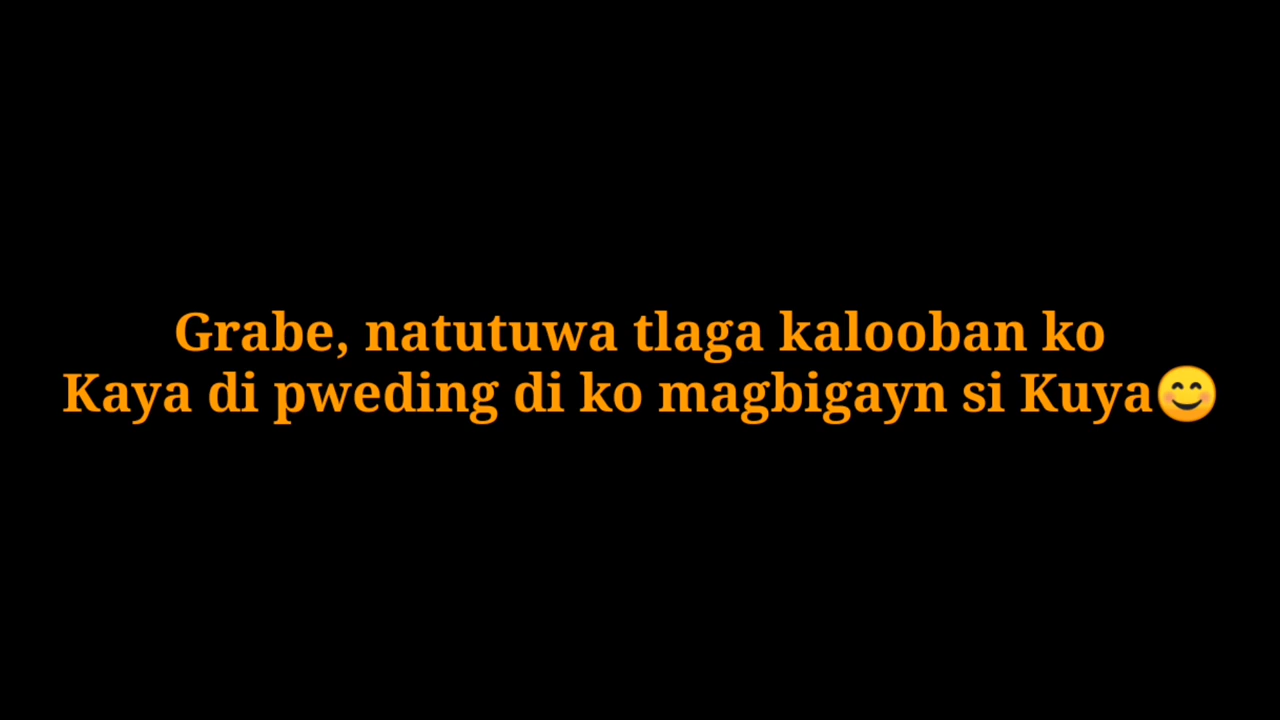 Grabe, natutuwa tlaga kalooban ko
Kaya di pweding di ko magbigayn si Kuya😊